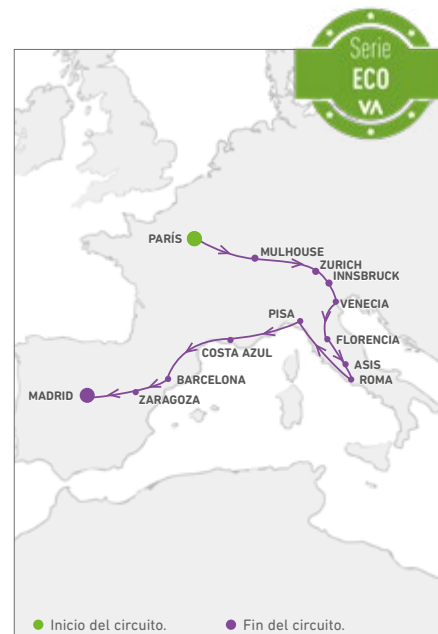 Serie
ECO
VA
PARÍS
MULHOUSE
ZURICH
INNSBRUCK
VENECIA
PISA
FLORENCIA
COSTA AZUL
ASIS
BARCELONA
ROMA
MADRID
ZARAGOZA
Inicio del circuito.
Fin del circuito.